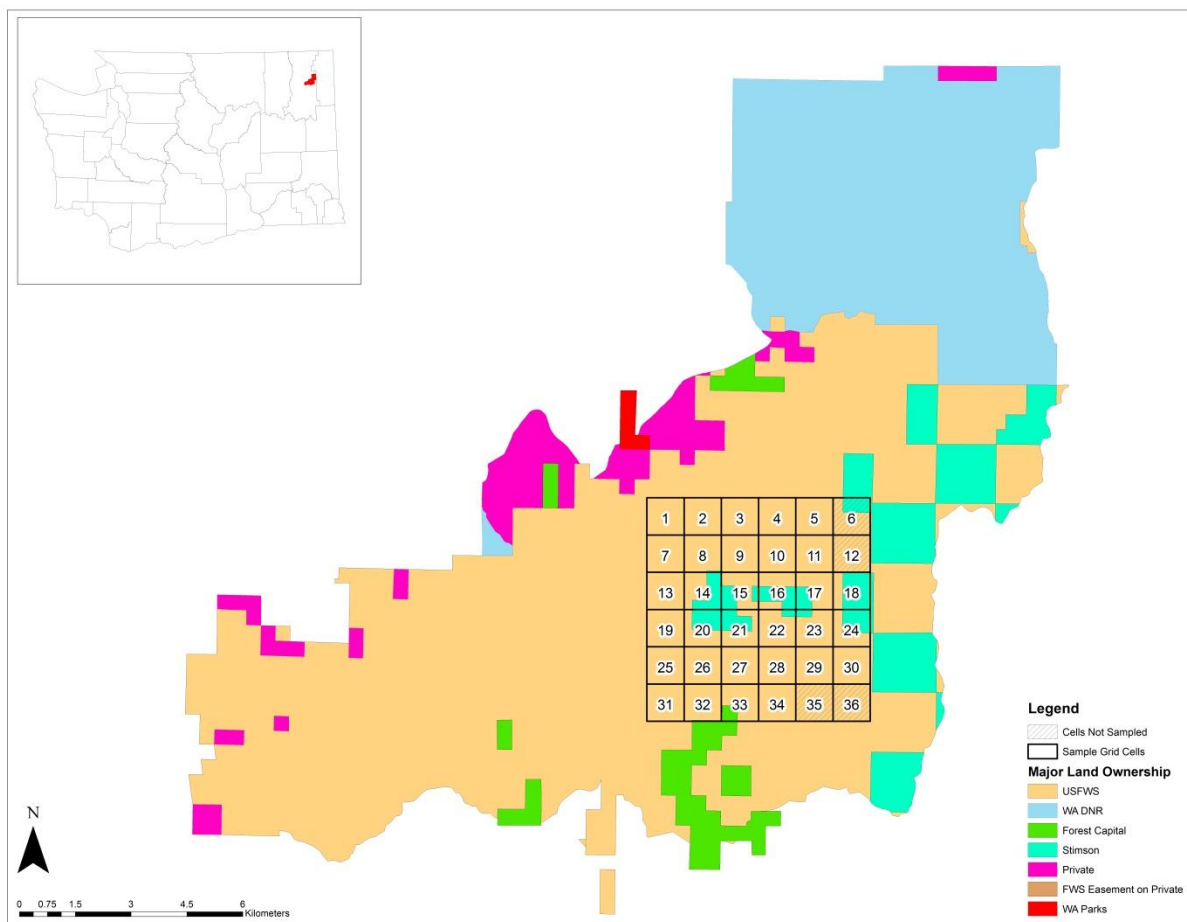 1 2 3 4 5 6
7 8 9 10 11 12
13 14 15 16 17 18
19 20 21 22 23 24
25 26 27 28 29 30
31 32 33 34 35 36
Legend
Cells Not Sampled
Sample Grid Cells
Major Land Ownership
USFWS
WA DNR
Forest Capital
Stimson
Private
FWS Easement on Private
WA Parks
N
0 0.75 1.5 3 4.5 6
Kilometers